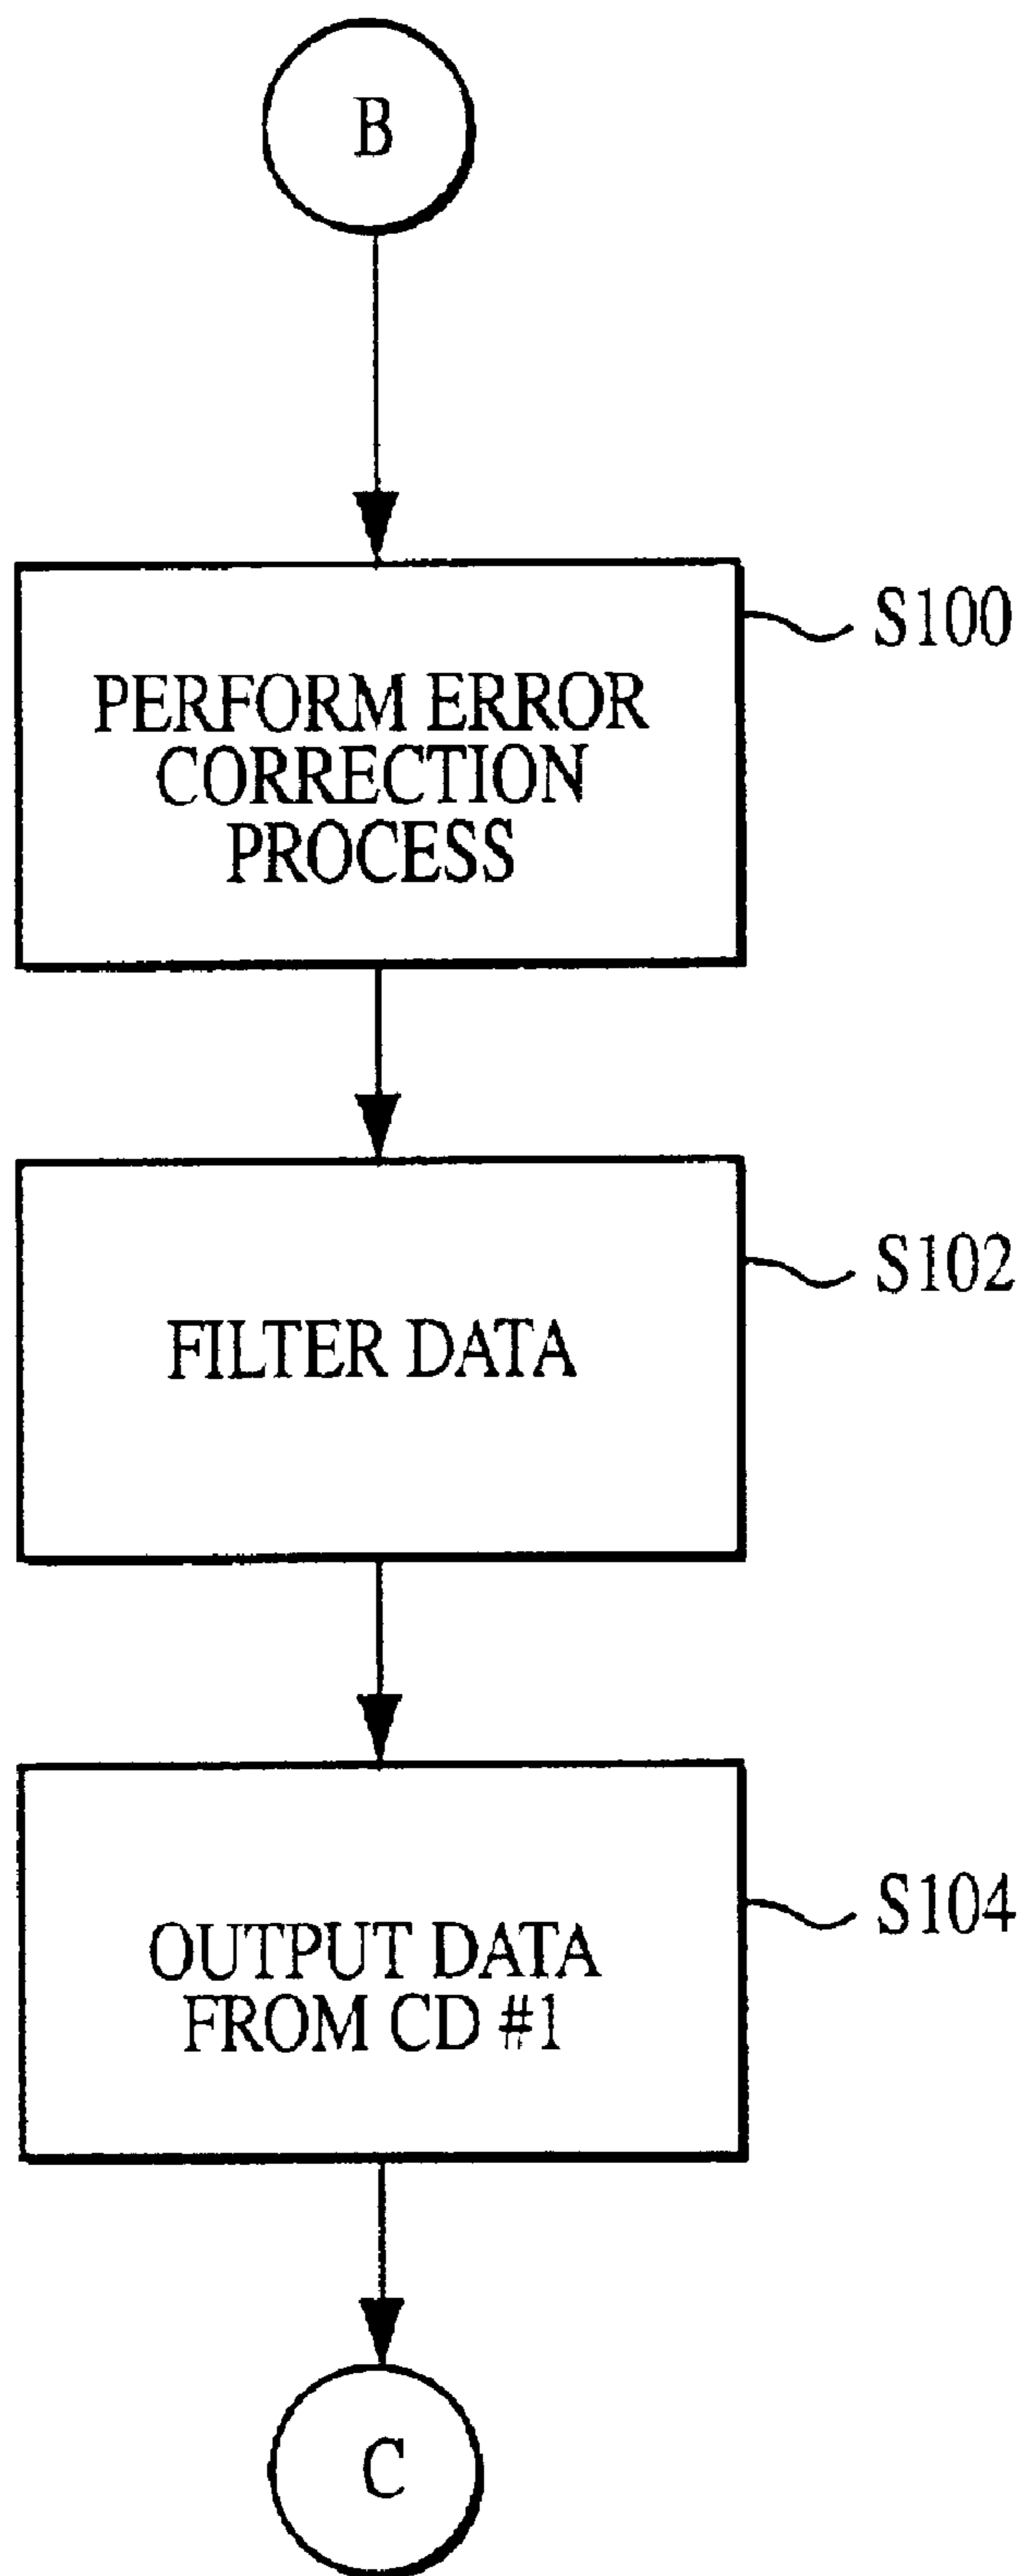 B
PERFORM ERROR
CORRECTION
PROCESS
S100
FILTER DATA
S102
OUTPUT DATA
FROM CD #1
S104
C